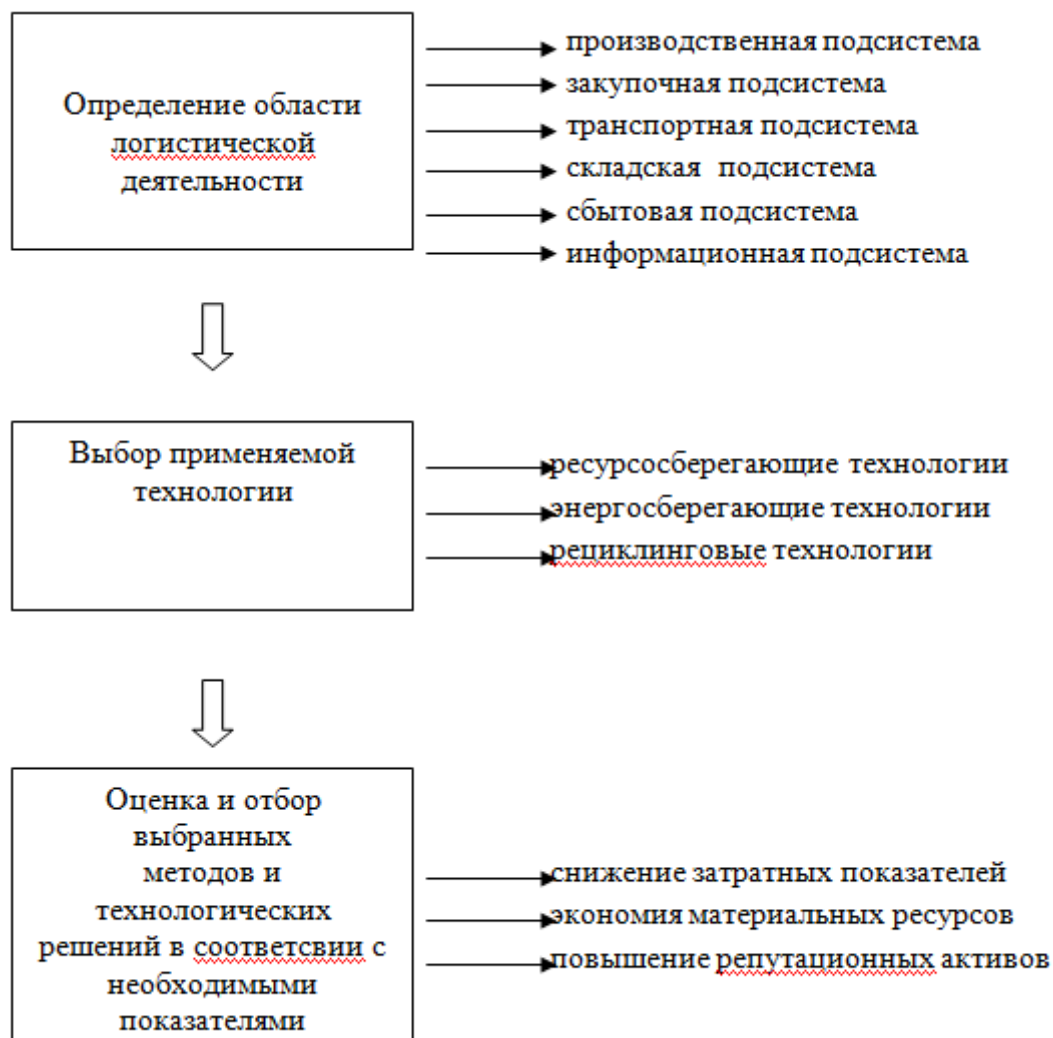 Определение области
логистической
деятельности
производственная подсистема
закупочная подсистема
транспортная подсистема
складская подсистема
сбытовая подсистема
информационная подсистема
Выбор применяемой
технологии
ресурсосберегающие технологии
энергосберегающие технологии
рециклинговые технологии
Оценка и отбор
выбранных
методов и
технологических
решений в соответсвии с
необходимыми
показателями
снижение затратных показателей
экономия материальных ресурсов
повышение репутационных активов